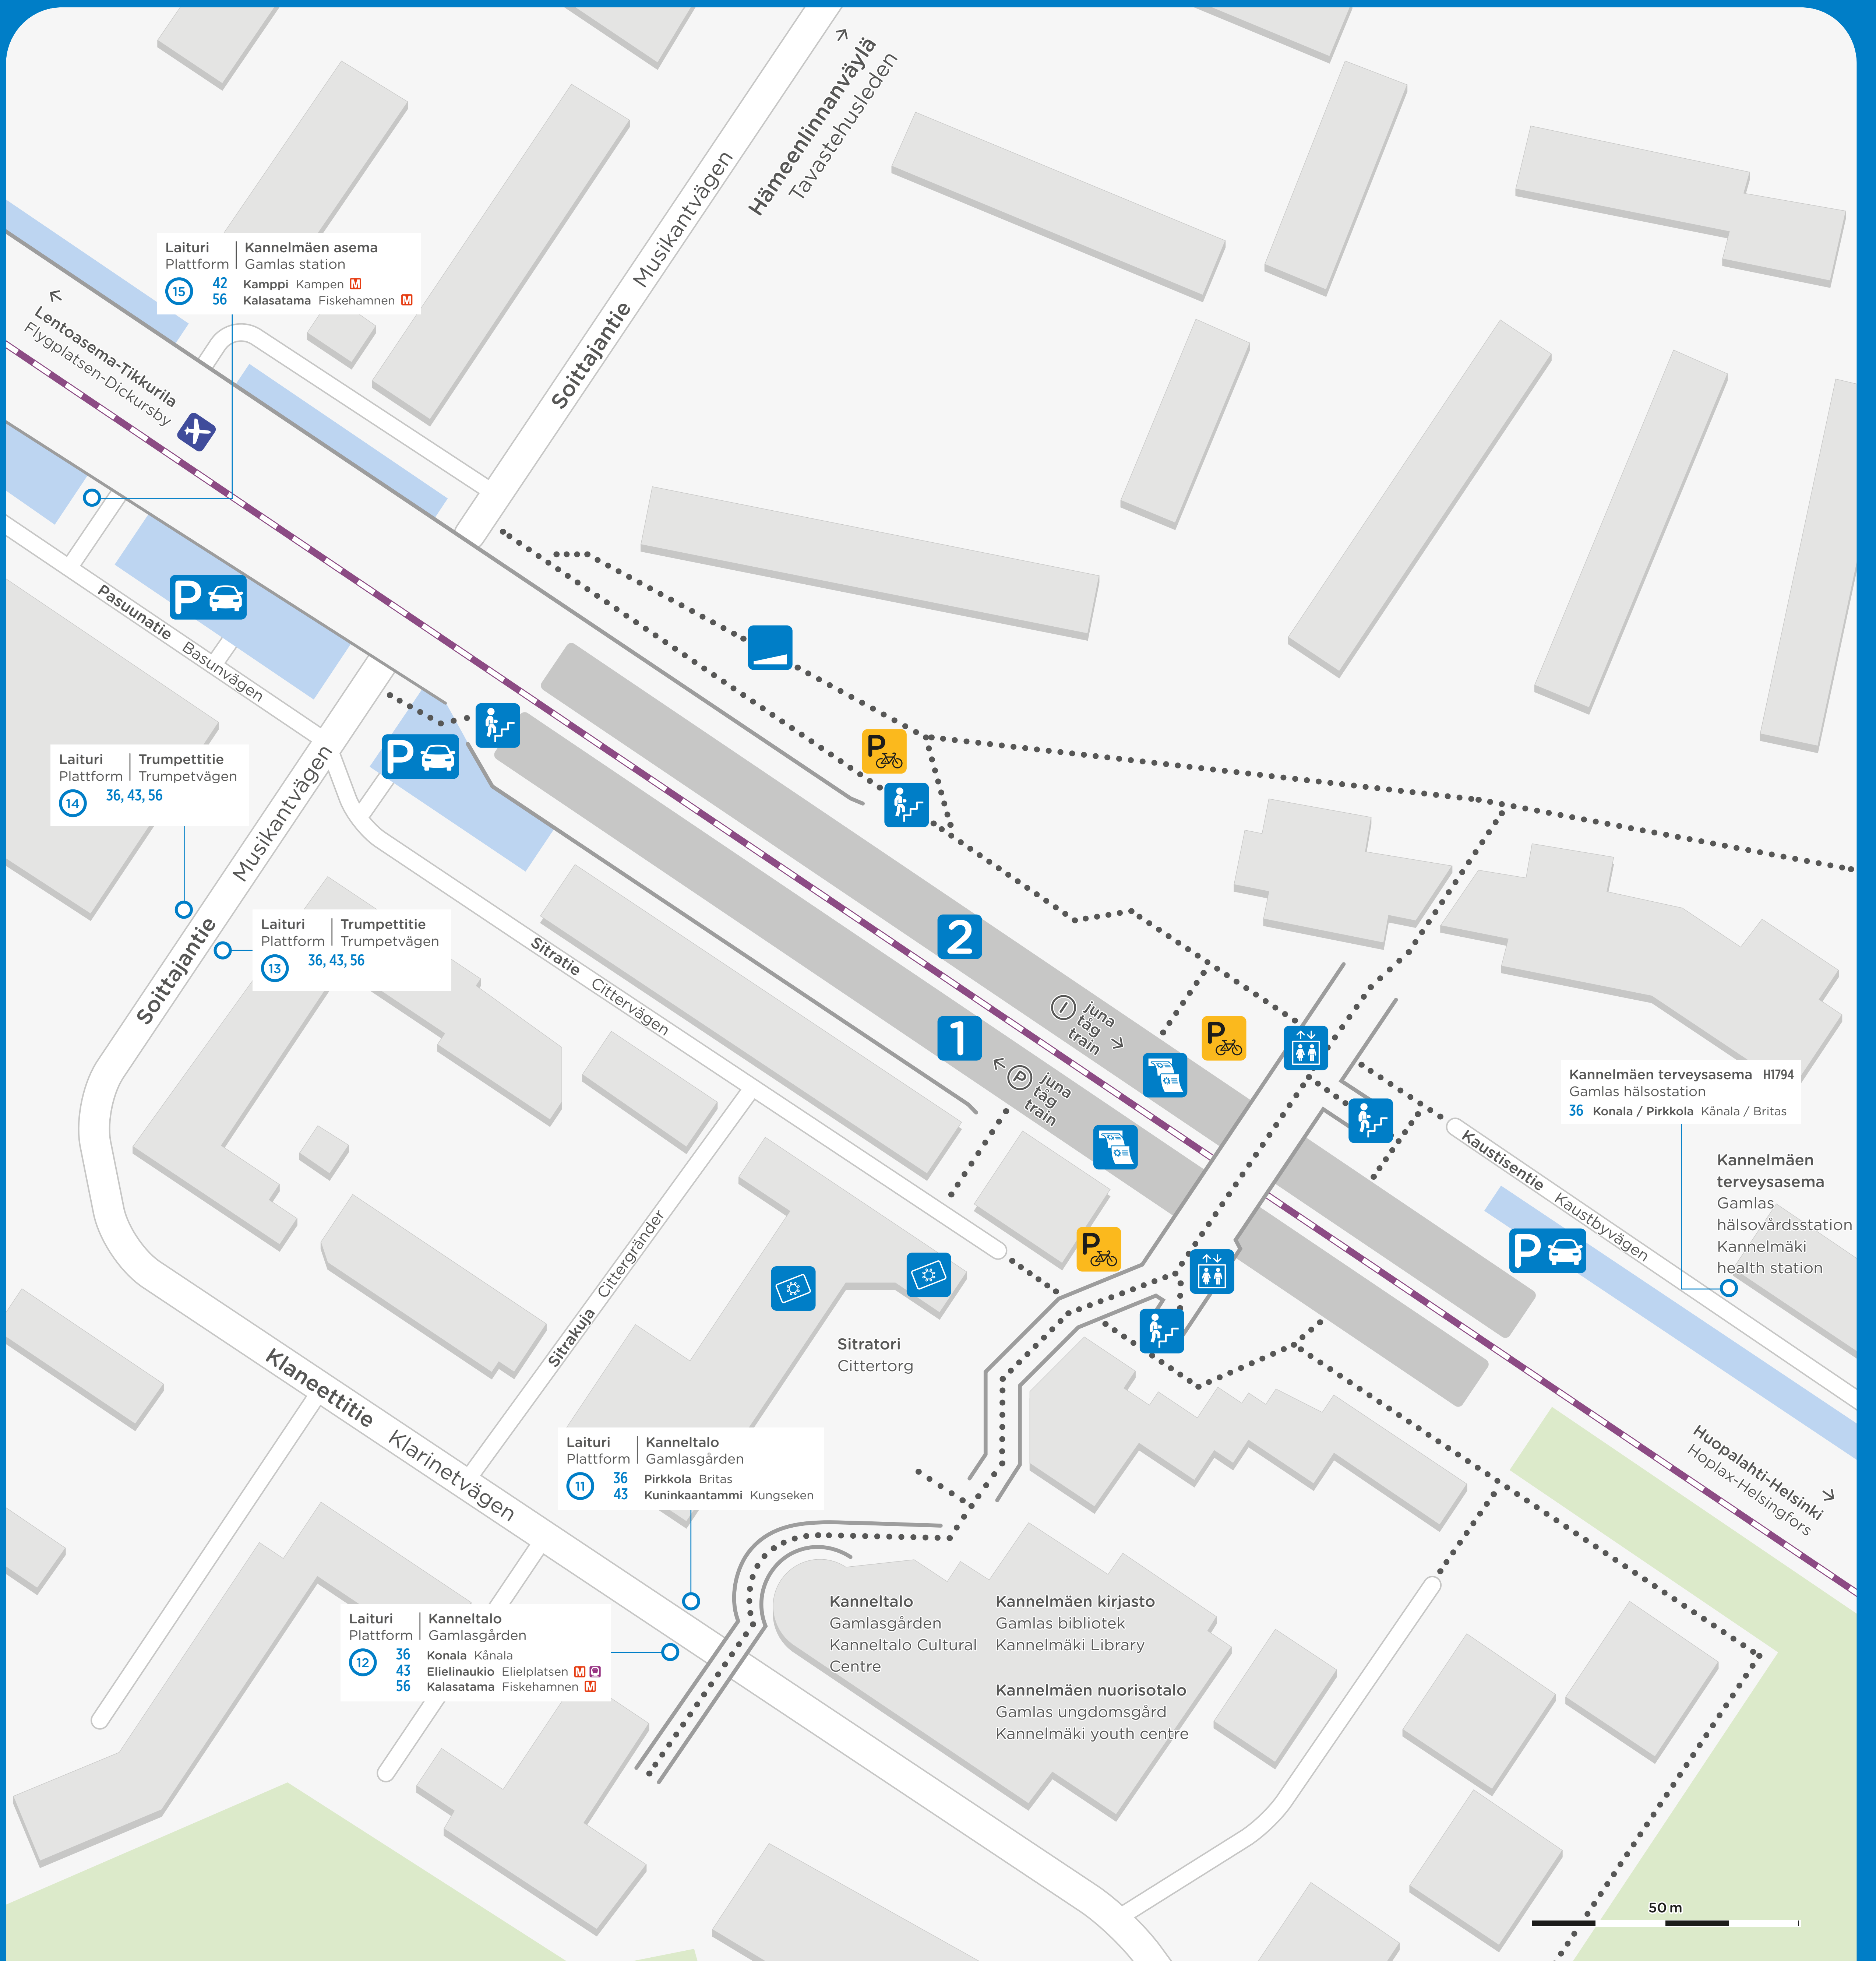 Hämeenlinnanväylä
Tavastehusleden
Soittajantie Musikantvägen
Laituri Kannelmäen asema
Plattform Gamlas station
15 42 Kamppi Kampen M
56 Kalasatama Fiskehamnen M
Lentoasema-Tikkurila
Flygplatsen-Dickursby
P
Pasuunatie Basunvägen
P
P
Laituri Trumpettitie
Plattform Trumpetvägen
14 36, 43, 56
Soittajantie Musikantvägen
Laituri Trumpettitie
Plattform Trumpetvägen
13 36, 43, 56
Sitratie Cittervägen
2
1
I juna
tåg
train
P juna
tåg
train
P
P
Kannelmäen terveysasema H1794
Gamlas hälsostation
36 Konala / Pirkkola Kånala / Britas
Kaustisentie Kaustbyvägen
Kannelmäen
terveysasema
Gamlas
hälsovårdsstation
Kannelmäki
health station
P
Sitrakuja Cittergränder
Sitratori
Cittertorg
Klaneettitie Klarinetvägen
Laituri Kanneltalo
Plattform Gamlasgården
11 36 Pirkkola Britas
43 Kuninkaantammi Kungseken
Huopalahti-Helsinki
Hoplax-Helsingfors
Laituri Kanneltalo
Plattform Gamlasgården
12 36 Konala Kånala
43 Elielinaukio Elielplatsen M
56 Kalasatama Fiskehamnen M
Kanneltalo
Gamlasgården
Kanneltalo Cultural
Centre
Kannelmäen kirjasto
Gamlas bibliotek
Kannelmäki Library
Kannelmäen nuorisotalo
Gamlas ungdomsgård
Kannelmäki youth centre
50 m